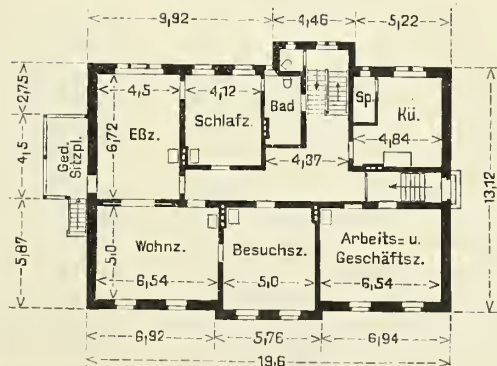 9,92 4,46 5,22
2,75
4,5
5,87
13,12
4,5 4,12 Bad Sp. Kü.
6,72
Eßz. Schlafz.
4,84
Ged. Sitzpl.
4,37
5,0
Wohnz. Besuchsz. Arbeits= u. Geschäftsz.
6,54 5,0 6,54
6,92 5,76 6,94
19,6